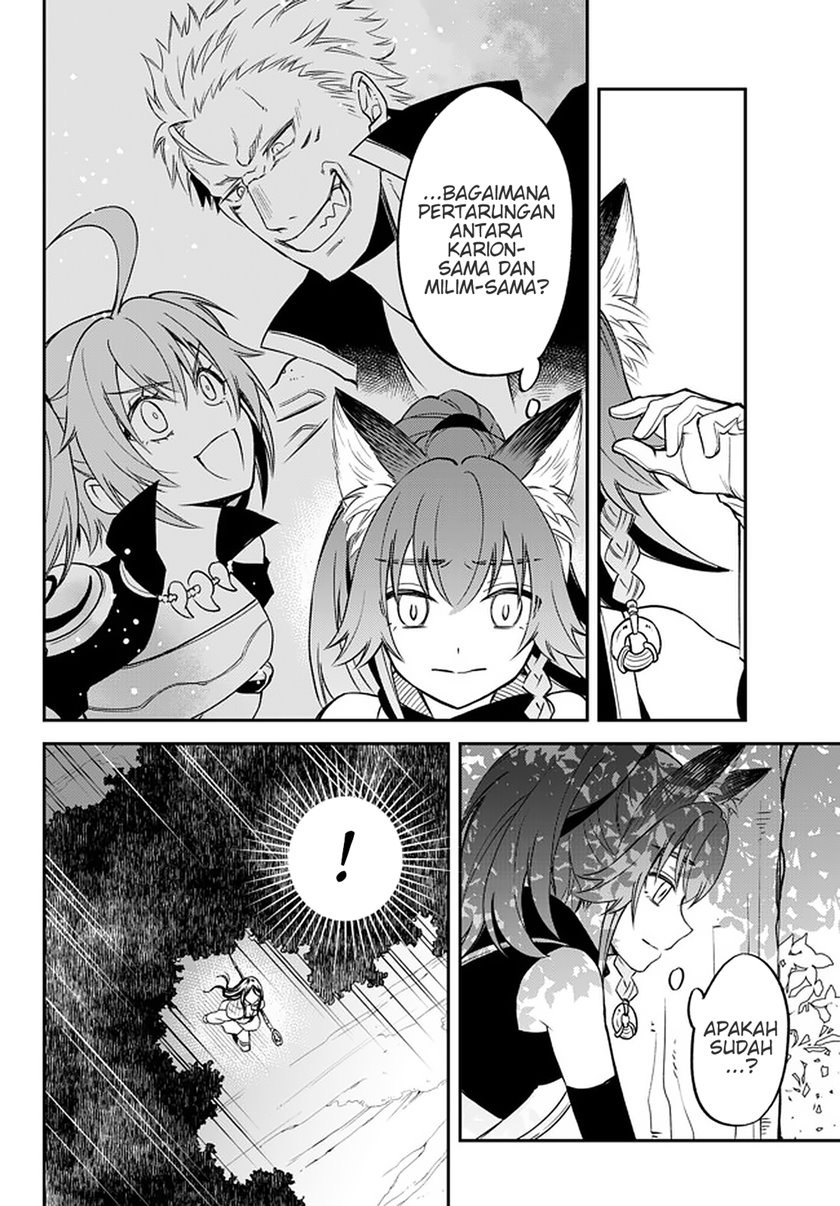 ...BAGAIMANA
PERTARUNGAN
ANTARA
KARION-
SAMA DAN
MILIM-SAMA?
APAKAH
SUDAH
...?
!